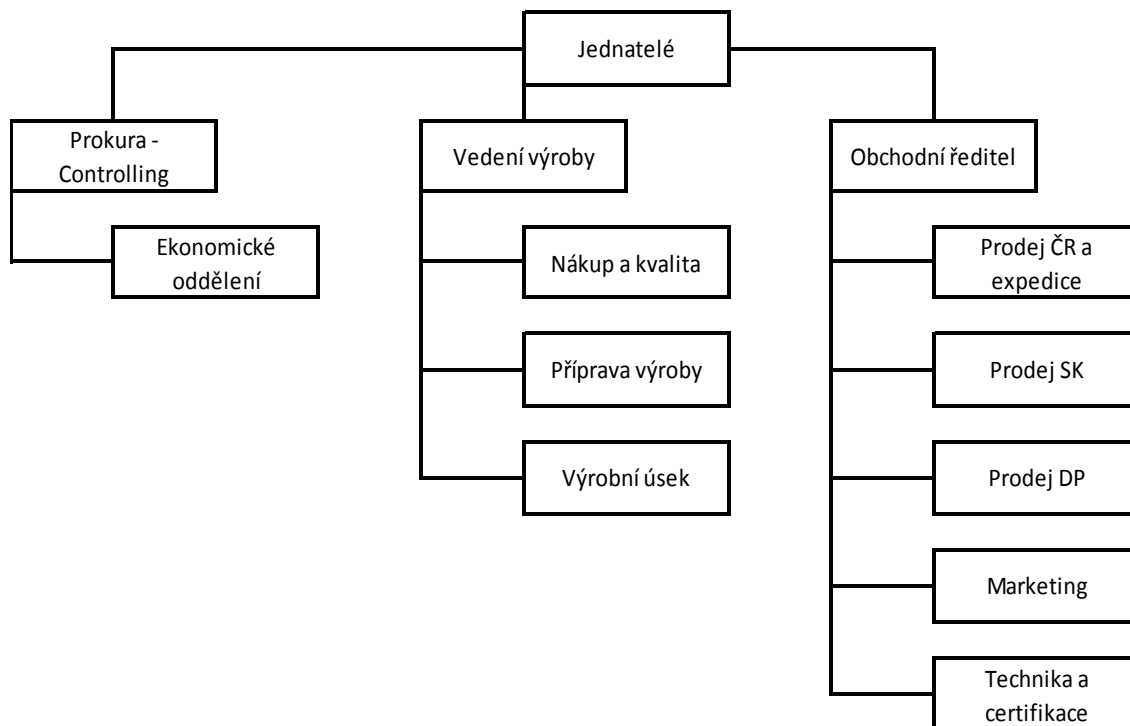 Jednatelé
Prokura -
Controlling
Vedení výroby
Obchodní ředitel
Ekonomické
oddělení
Nákup a kvalita
Prodej ČR a
expedice
Příprava výroby
Prodej SK
Výrobní úsek
Prodej DP
Marketing
Technika a
certifikace